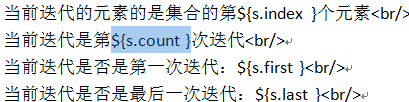 当前迭代的元素的是集合的第${s.index }个元素<br/>
当前迭代是第${s.count }次迭代<br/>
当前迭代是否是第一次迭代：${s.first }<br/>
当前迭代是否是最后一次迭代：${s.last }<br/>